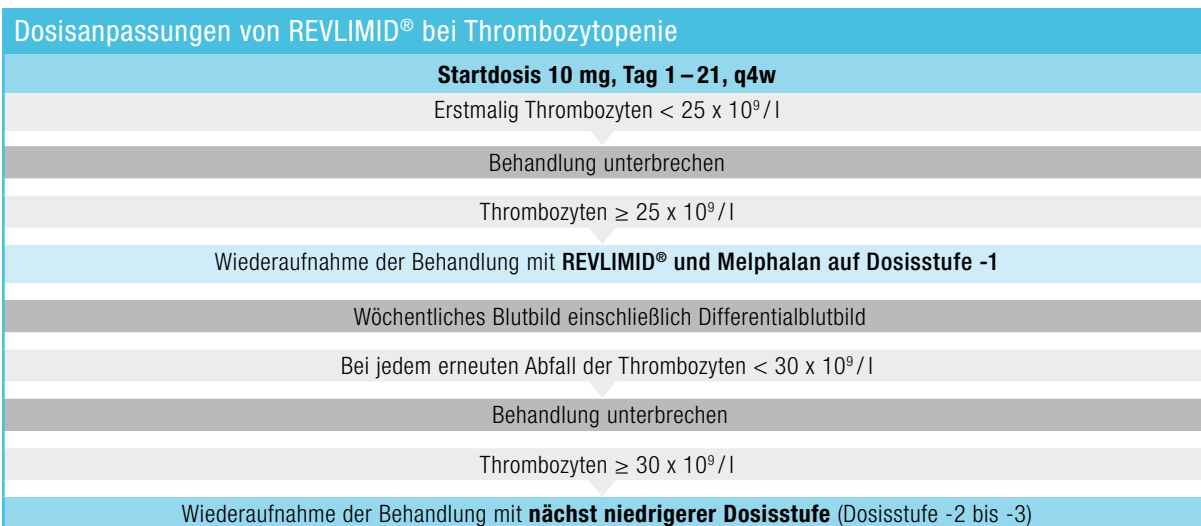 Dosisanpassungen von REVLIMID® bei Thrombozytopenie
Startdosis 10 mg, Tag 1 – 21, q4w
Erstmalig Thrombozyten < 25 x 10⁹ / l
Behandlung unterbrechen
Thrombozyten ≥ 25 x 10⁹ / l
Wiederaufnahme der Behandlung mit REVLIMID® und Melphalan auf Dosisstufe -1
Wöchentliches Blutbild einschließlich Differentialblutbild
Bei jedem erneuten Abfall der Thrombozyten < 30 x 10⁹ / l
Behandlung unterbrechen
Thrombozyten ≥ 30 x 10⁹ / l
Wiederaufnahme der Behandlung mit nächst niedrigerer Dosisstufe (Dosisstufe -2 bis -3)